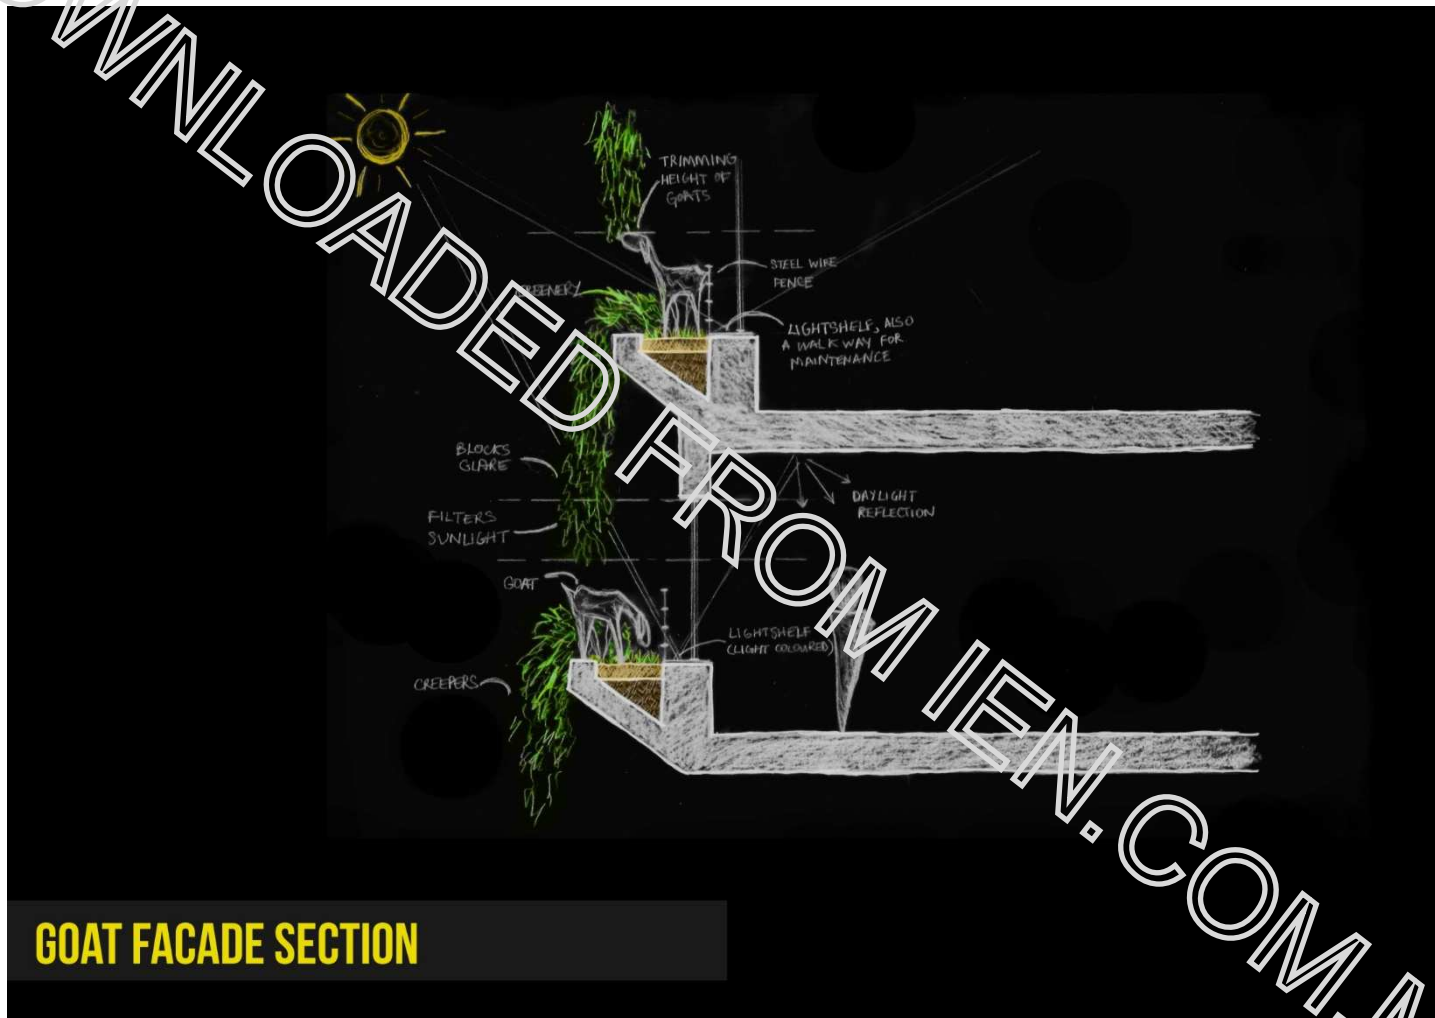 TRIMMING
HEIGHT OF
GOATS
STEEL WIRE
FENCE
GREENERY
LIGHTSHELF, ALSO
A WALKWAY FOR
MAINTENANCE
BLOCKS
GLARE
DAYLIGHT
REFLECTION
FILTERS
SUNLIGHT
GOAT
LIGHTSHELF
(LIGHT COLOURED)
CREEPERS
GOAT FACADE SECTION
OWNLOADED FROM IEN.COM.M